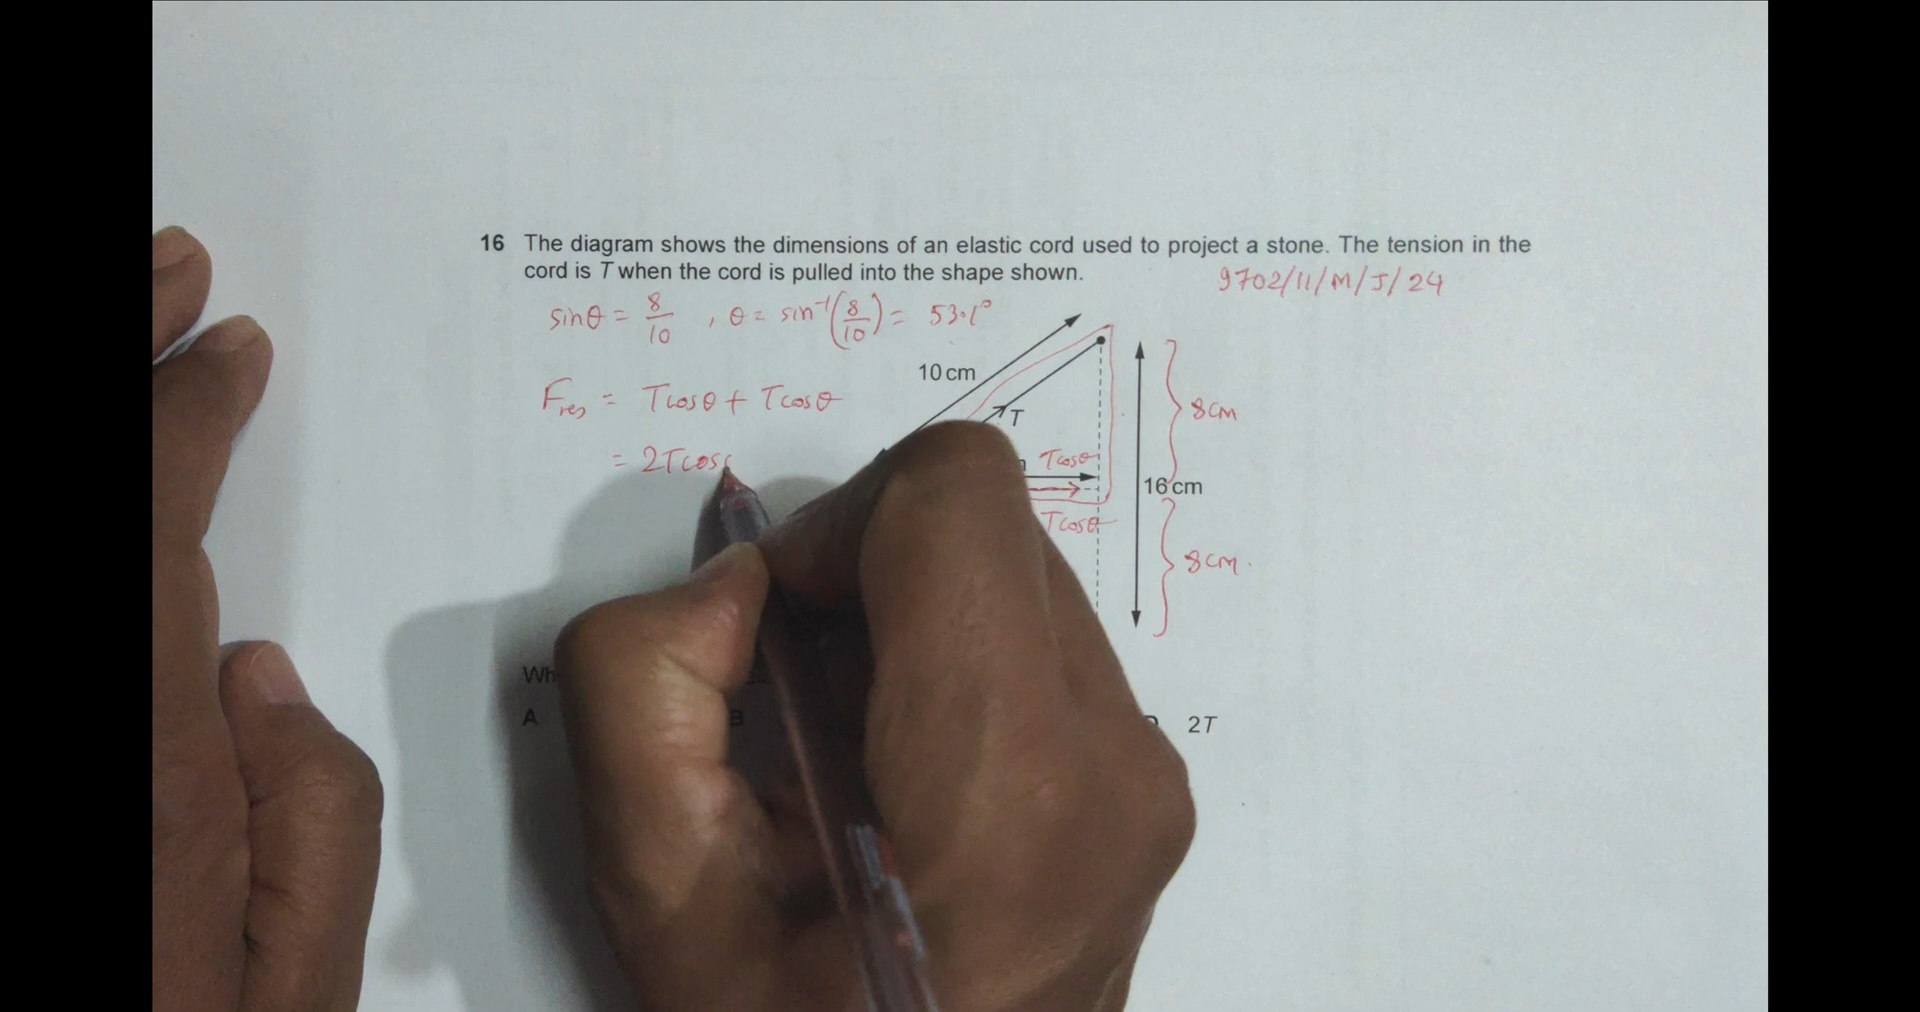 16 The diagram shows the dimensions of an elastic cord used to project a stone. The tension in the
cord is T when the cord is pulled into the shape shown.
9702/11/M/J/24
sinθ = 8/10 , θ = sin⁻¹(8/10) = 53.1°
10 cm
Fres = Tcosθ + Tcosθ
8cm
T
= 2Tcos
Tcosθ
16 cm
Tcosθ
8cm.
Wh
A B 2T